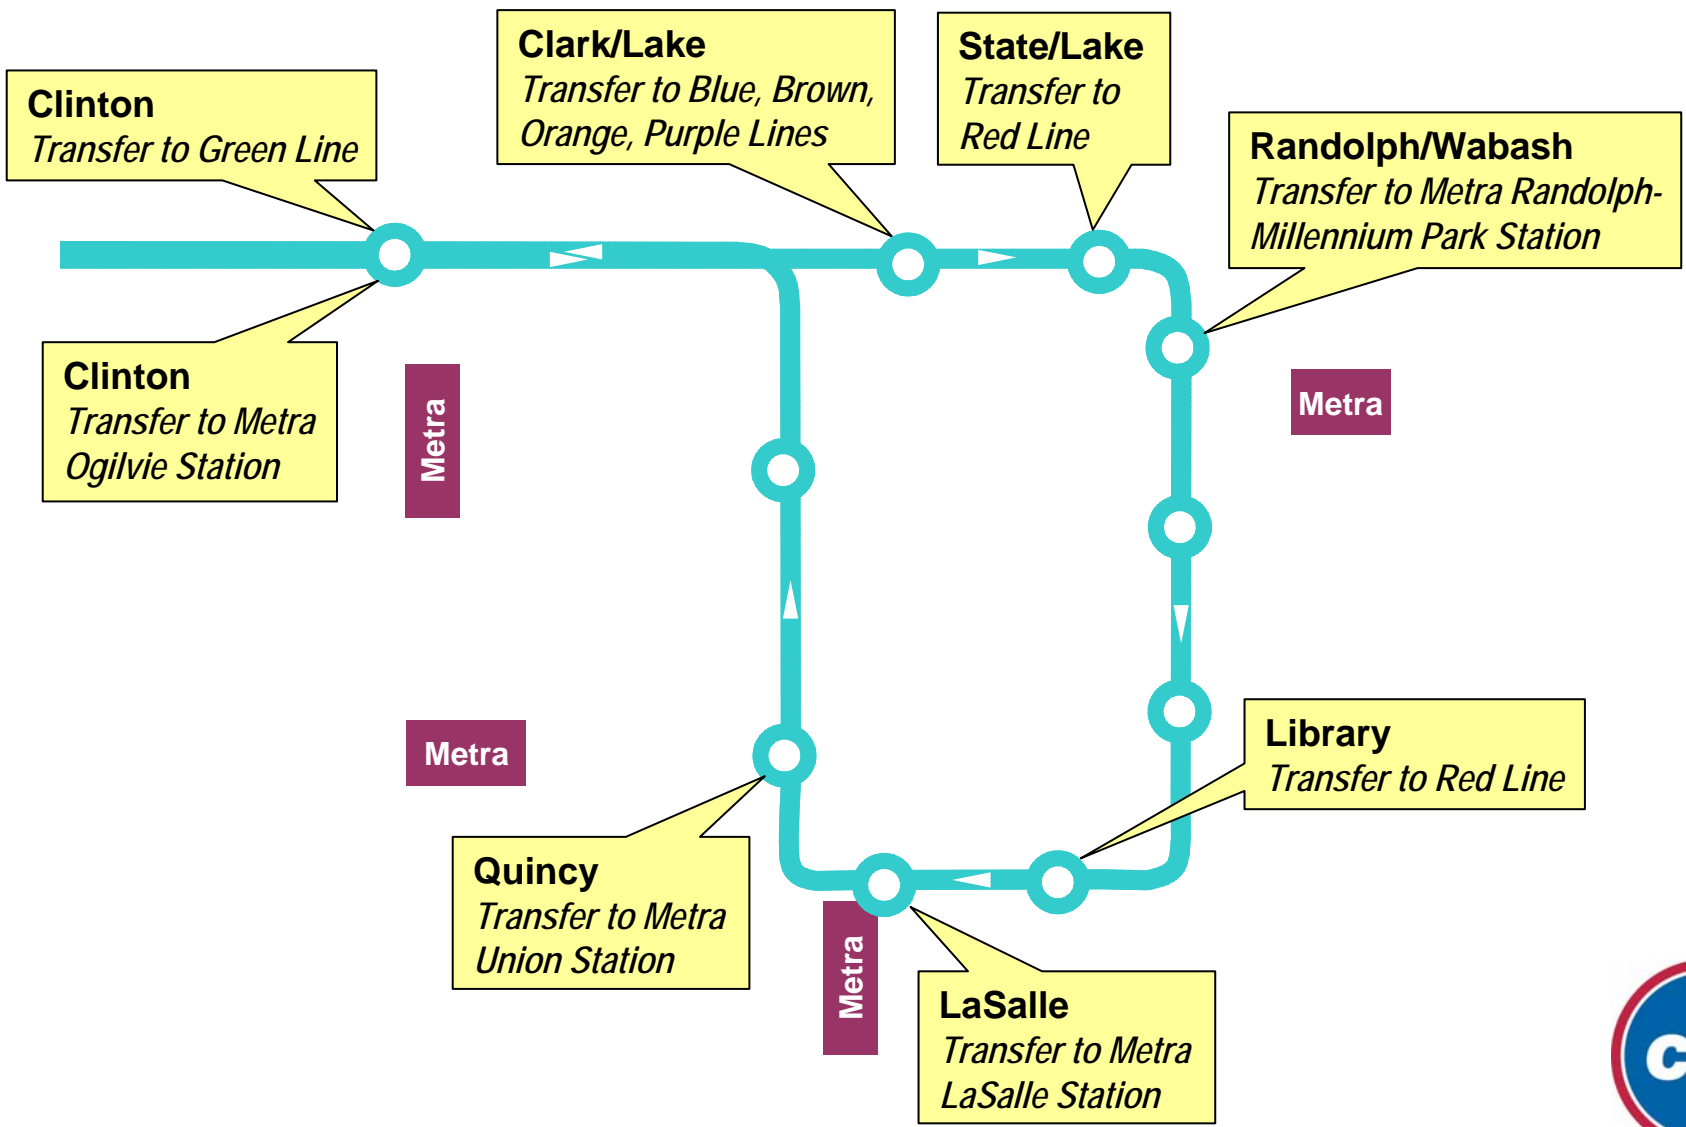 Clark/Lake
Transfer to Blue, Brown,
Orange, Purple Lines
State/Lake
Transfer to
Red Line
Clinton
Transfer to Green Line
Randolph/Wabash
Transfer to Metra Randolph-
Millennium Park Station
Clinton
Transfer to Metra
Ogilvie Station
Metra
Metra
Metra
Library
Transfer to Red Line
Quincy
Transfer to Metra
Union Station
Metra
LaSalle
Transfer to Metra
LaSalle Station